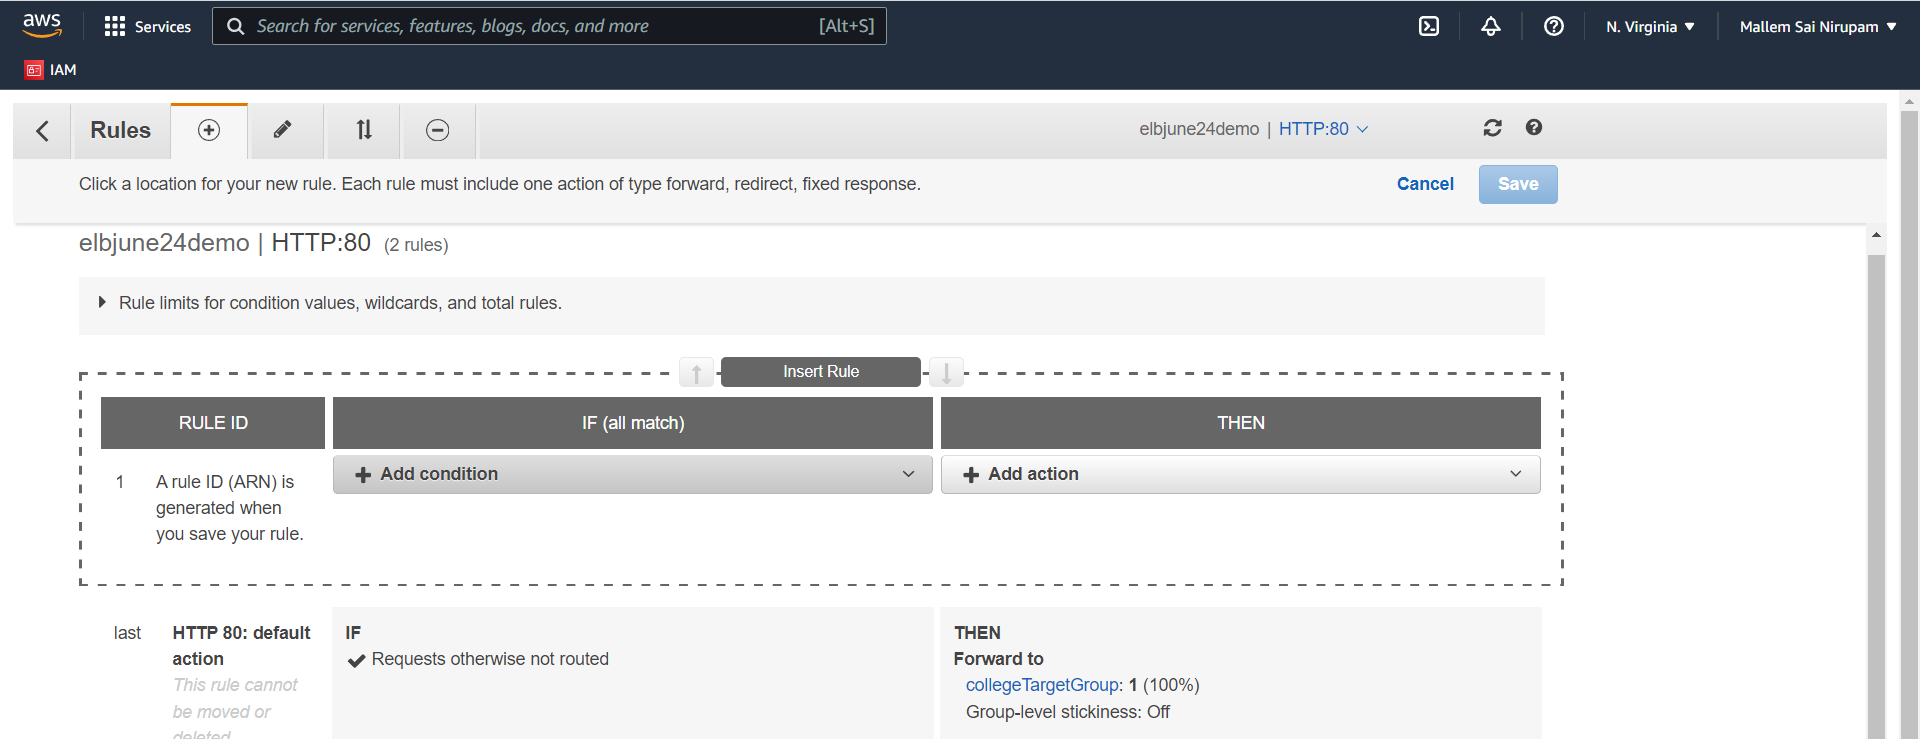 aws
Services
Search for services, features, blogs, docs, and more
[Alt+S]
N. Virginia
Mallem Sai Nirupam
IAM
Rules
elbjune24demo | HTTP:80
Click a location for your new rule. Each rule must include one action of type forward, redirect, fixed response.
Cancel
Save
elbjune24demo | HTTP:80 (2 rules)
Rule limits for condition values, wildcards, and total rules.
Insert Rule
RULE ID
IF (all match)
THEN
1
A rule ID (ARN) is
generated when
you save your rule.
Add condition
Add action
last
HTTP 80: default
action
This rule cannot
be moved or
deleted
IF
Requests otherwise not routed
THEN
Forward to
collegeTargetGroup: 1 (100%)
Group-level stickiness: Off